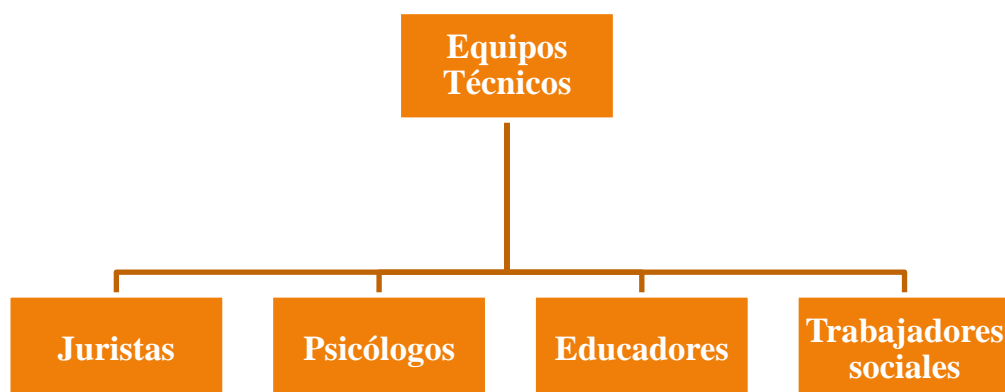 Equipos
Técnicos
Juristas
Psicólogos
Educadores
Trabajadores
sociales